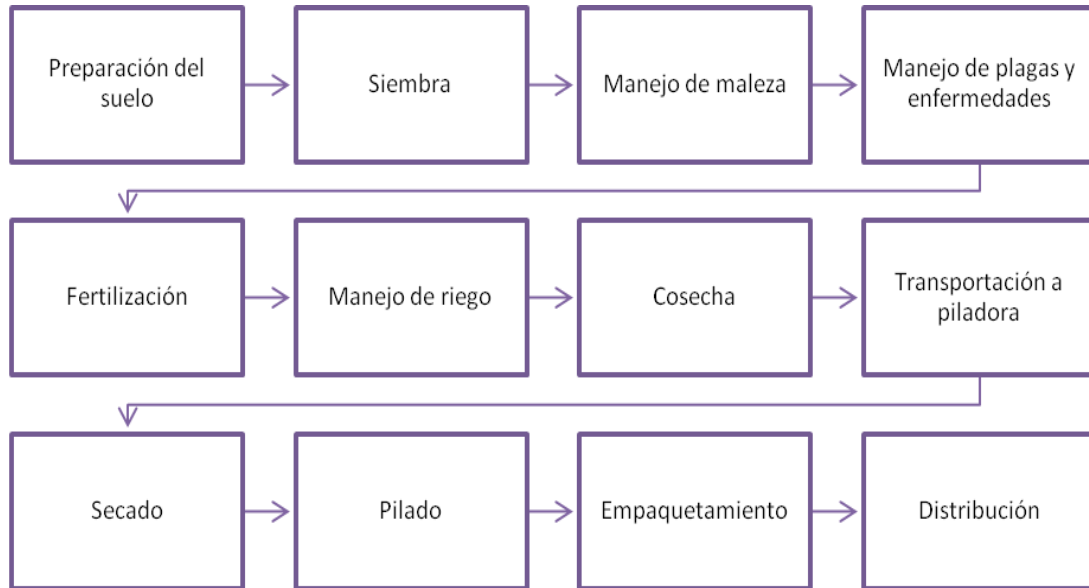 Preparación del
suelo
Siembra
Manejo de maleza
Manejo de plagas y
enfermedades
Fertilización
Manejo de riego
Cosecha
Transportación a
piladora
Secado
Pilado
Empaquetamiento
Distribución